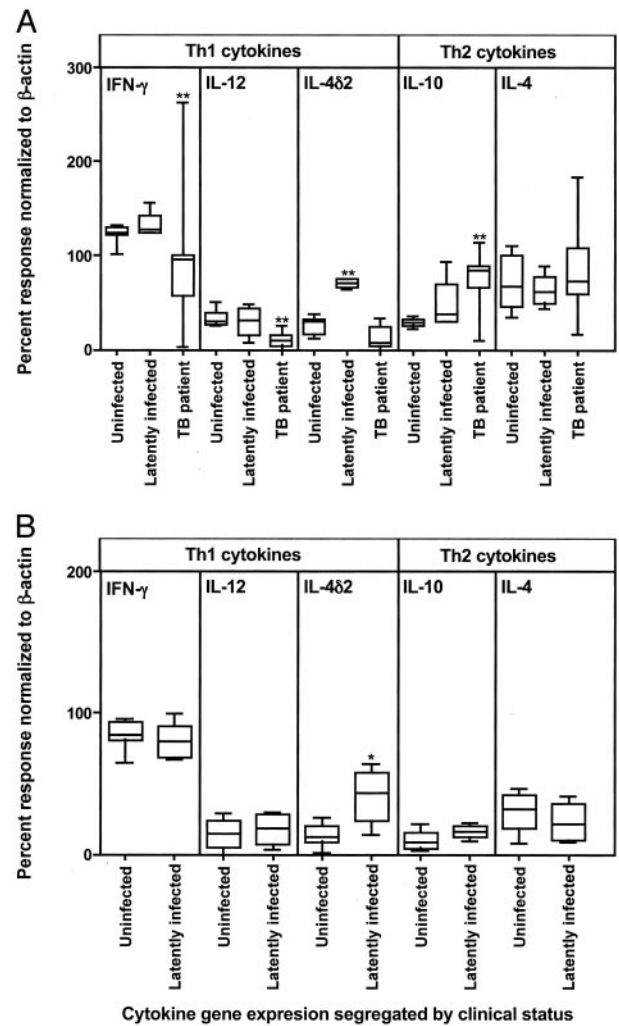 A
Th1 cytokines Th2 cytokines
300
IFN-γ IL-12 IL-4δ2 IL-10 IL-4
**
200
**
**
100
**
0
Percent response normalized to β-actin
Uninfected
Latently infected
TB patient
Uninfected
Latently infected
TB patient
Uninfected
Latently infected
TB patient
Uninfected
Latently infected
TB patient
Uninfected
Latently infected
TB patient
B
Th1 cytokines Th2 cytokines
200
IFN-γ IL-12 IL-4δ2 IL-10 IL-4
100
*
0
Percent response normalized to β-actin
Uninfected
Latently infected
Uninfected
Latently infected
Uninfected
Latently infected
Uninfected
Latently infected
Uninfected
Latently infected
Cytokine gene expresion segregated by clinical status